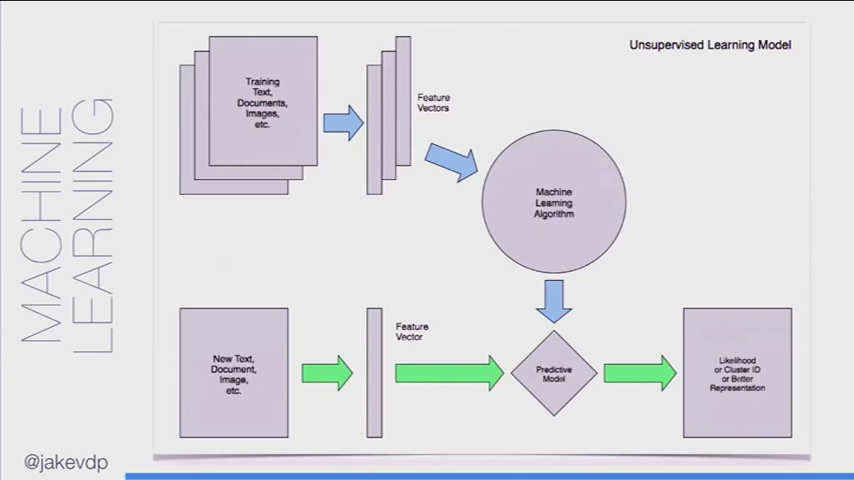 MACHINE
LEARNING
Unsupervised Learning Model
Training
Text,
Documents,
Images,
etc.
Feature
Vectors
Machine
Learning
Algorithm
New Text,
Document,
Image,
etc.
Feature
Vector
Predictive
Model
Likelihood
or Cluster ID
or Better
Representation
@jakevdp